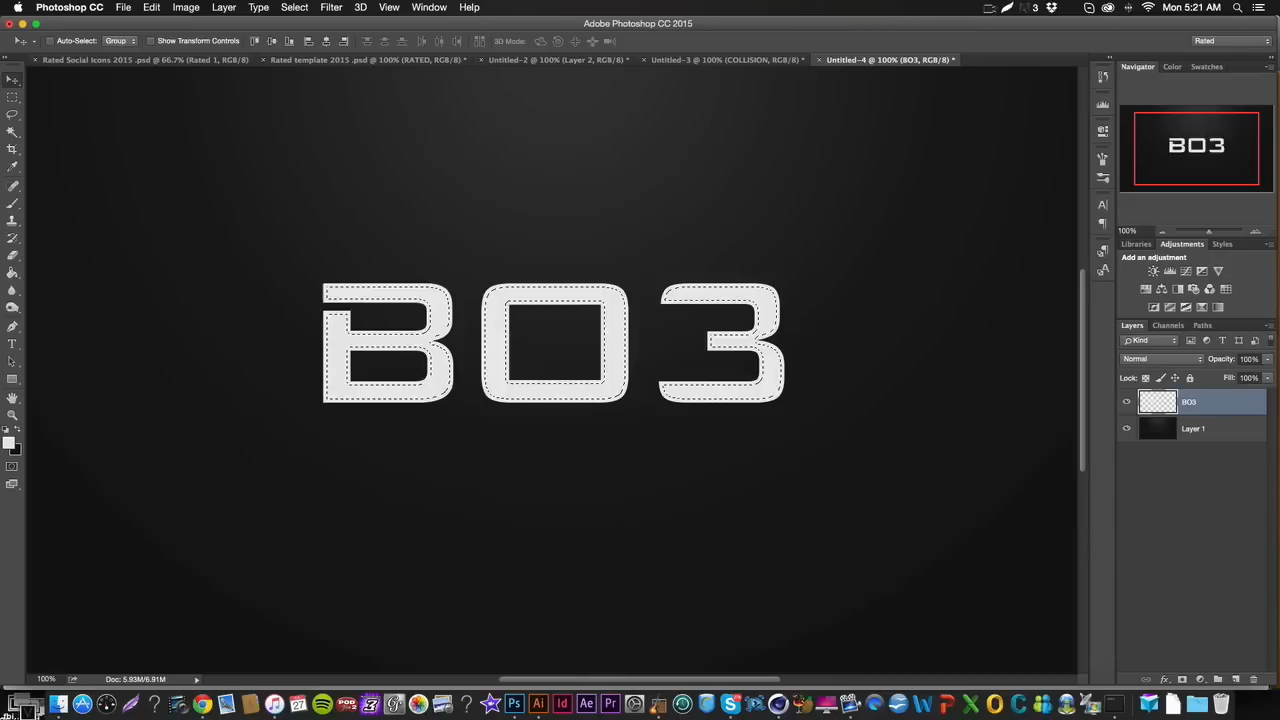 Photoshop CC File Edit Image Layer Type Select Filter 3D View Window Help 3 Mon 5:21 AM
Adobe Photoshop CC 2015
Auto-Select: Group Show Transform Controls 3D Mode: Rated
Rated Social Icons 2015 .psd @ 66.7% (Rated 1, RGB/8) Rated template 2015 .psd @ 100% (RATED, RGB/8) * Untitled-2 @ 100% (Layer 2, RGB/8) * Untitled-3 @ 100% (COLLISION, RGB/8) * Untitled-4 @ 100% (BO3, RGB/8) *
Navigator Color Swatches
BO3
100%
Libraries Adjustments Styles
Add an adjustment
Layers Channels Paths
Kind
Normal Opacity: 100%
Lock: Fill: 100%
BO3
Layer 1
BO3
100% Doc: 5.93M/6.91M